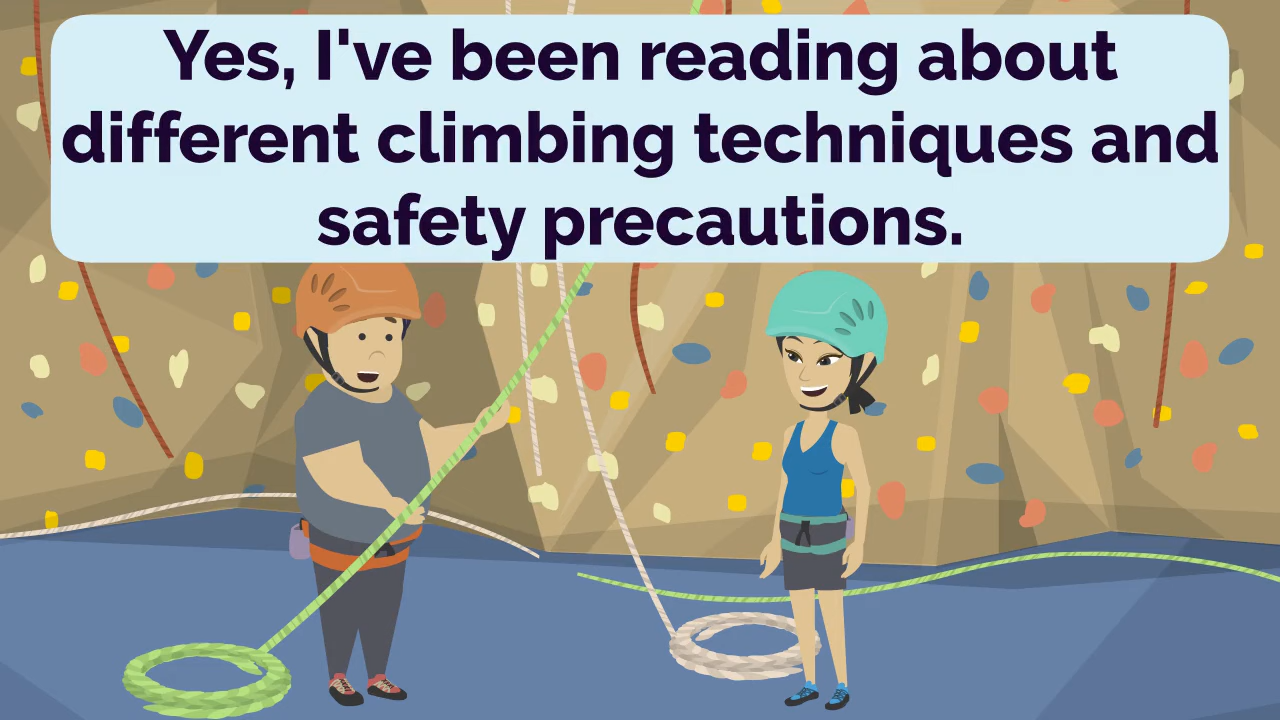 Yes, I've been reading about
different climbing techniques and
safety precautions.